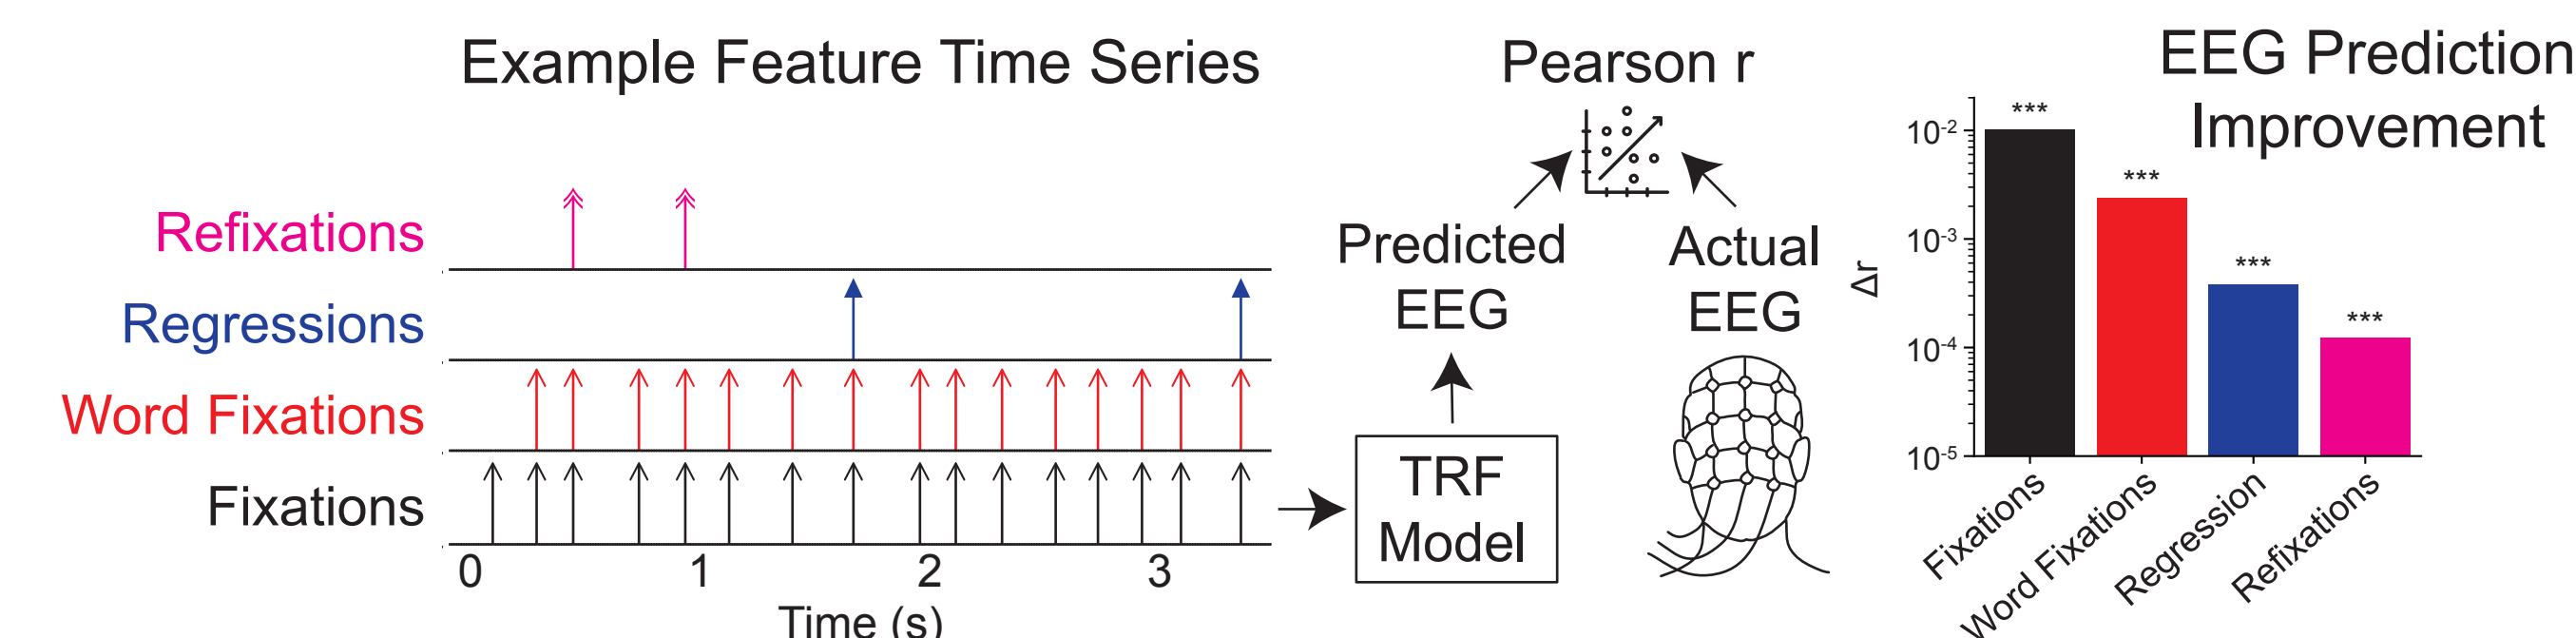 Example Feature Time Series
Refixations
Regressions
Word Fixations
Fixations
0 1 2 3
Time (s)
Pearson r
Predicted
EEG
Actual
EEG
TRF
Model
EEG Prediction
Improvement
Δr
10⁻²
10⁻³
10⁻⁴
10⁻⁵
***
***
***
***
Fixations
Word Fixations
Regression
Refixations